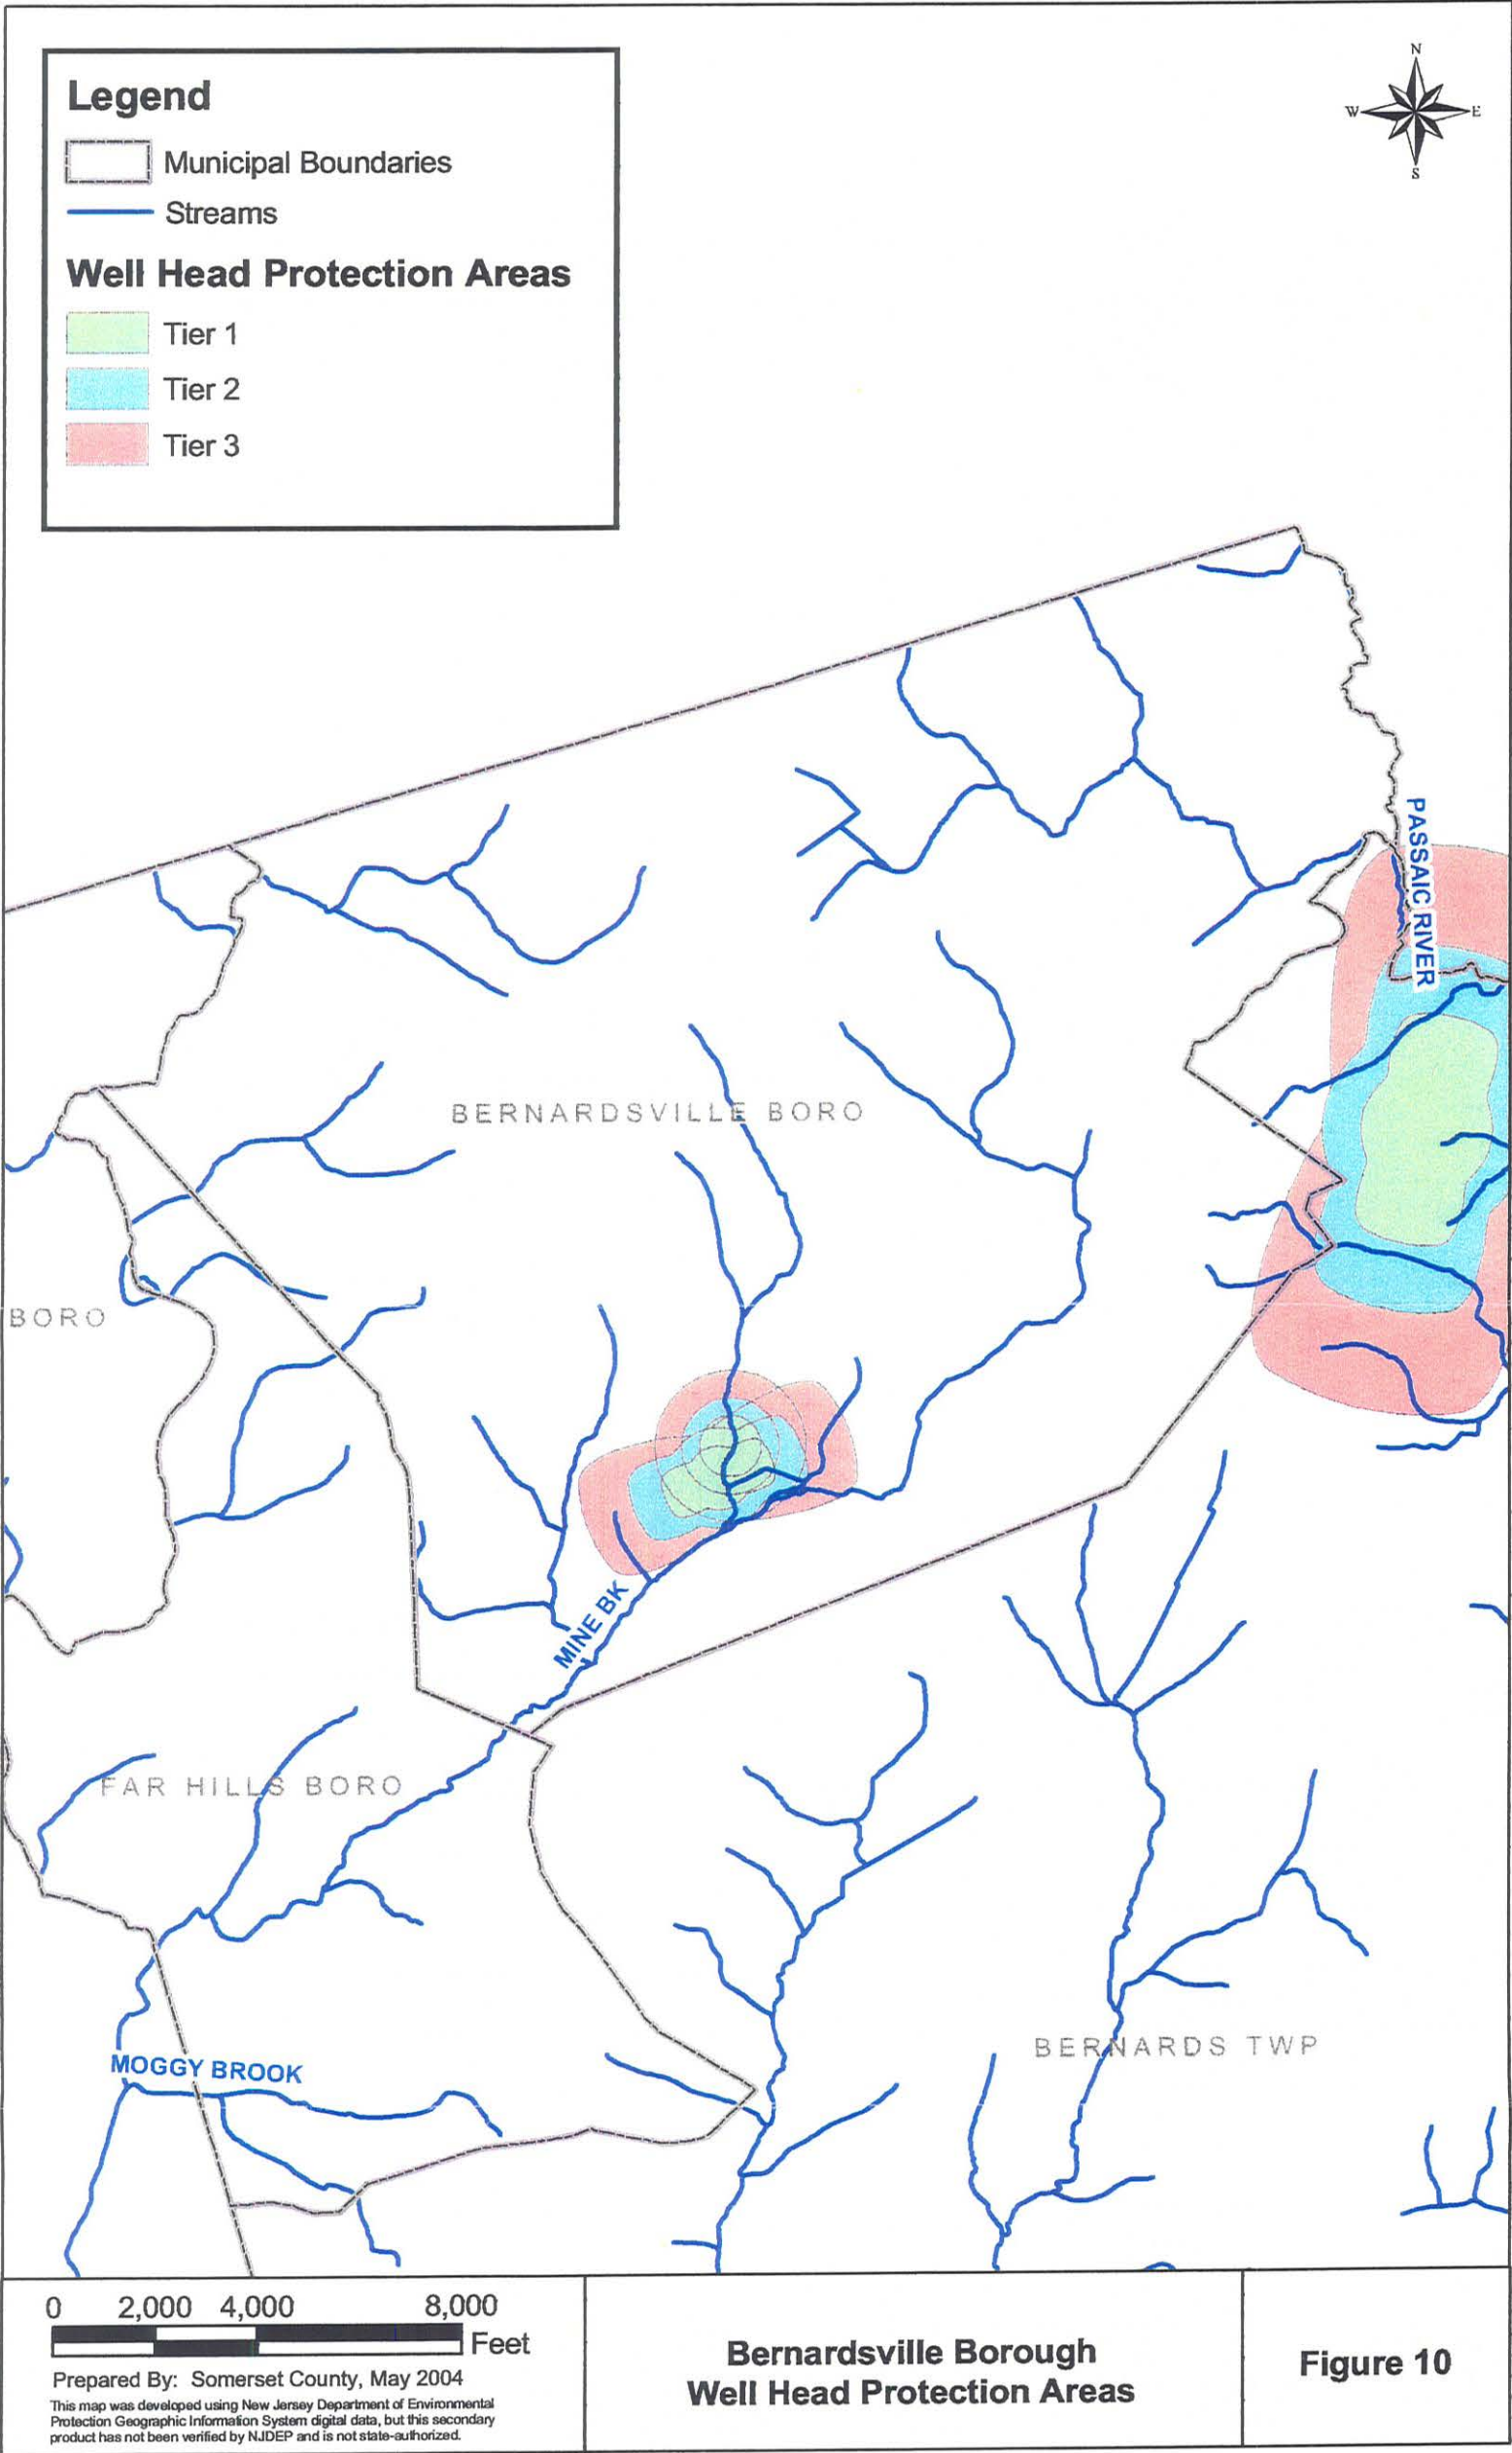 Legend
Municipal Boundaries
Streams
Well Head Protection Areas
Tier 1
Tier 2
Tier 3
N
W
E
S
PASSAIC RIVER
BERNARDSVILLE BORO
BORO
MINE BK
FAR HILLS BORO
BERNARDS TWP
MOGGY BROOK
0 2,000 4,000 8,000
Feet
Prepared By: Somerset County, May 2004
This map was developed using New Jersey Department of Environmental
Protection Geographic Information System digital data, but this secondary
product has not been verified by NJDEP and is not state-authorized.
Bernardsville Borough
Well Head Protection Areas
Figure 10